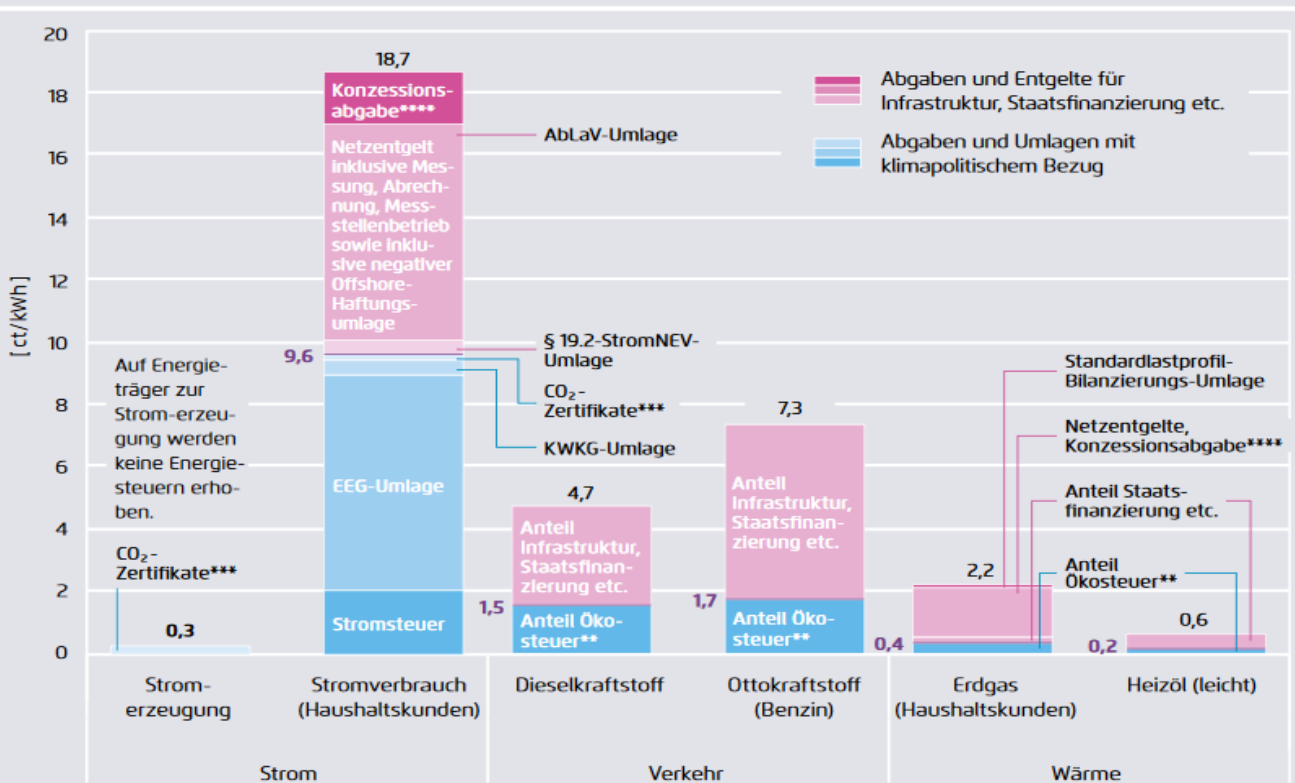 [ct/kWh]
20
18
16
14
12
10
8
6
4
2
0
Abgaben und Entgelte für
Infrastruktur, Staatsfinanzierung etc.
Abgaben und Umlagen mit
klimapolitischem Bezug
Auf Energie-
träger zur
Strom-erzeu-
gung werden
keine Energie-
steuern erho-
ben.
CO₂-
Zertifikate***
0,3
18,7
Konzessions-
abgabe****
Netzentgelt
inklusive Mes-
sung, Abrech-
nung, Mess-
stellenbetrieb
sowie inklu-
sive negativer
Offshore-
Haftungs-
umlage
9,6
EEG-Umlage
Stromsteuer
AbLaV-Umlage
§ 19.2-StromNEV-
Umlage
CO₂-
Zertifikate***
KWKG-Umlage
4,7
Anteil
Infrastruktur,
Staatsfinan-
zierung etc.
1,5
Anteil Öko-
steuer**
7,3
Anteil
Infrastruktur,
Staatsfinan-
zierung etc.
1,7
Anteil Öko-
steuer**
Standardlastprofil-
Bilanzierungs-Umlage
Netzentgelte,
Konzessionsabgabe****
Anteil Staats-
finanzierung etc.
Anteil
Ökosteuer**
2,2
0,4
0,6
0,2
Strom-
erzeugung
Stromverbrauch
(Haushaltskunden)
Dieselkraftstoff
Ottokraftstoff
(Benzin)
Erdgas
(Haushaltskunden)
Heizöl (leicht)
Strom
Verkehr
Wärme